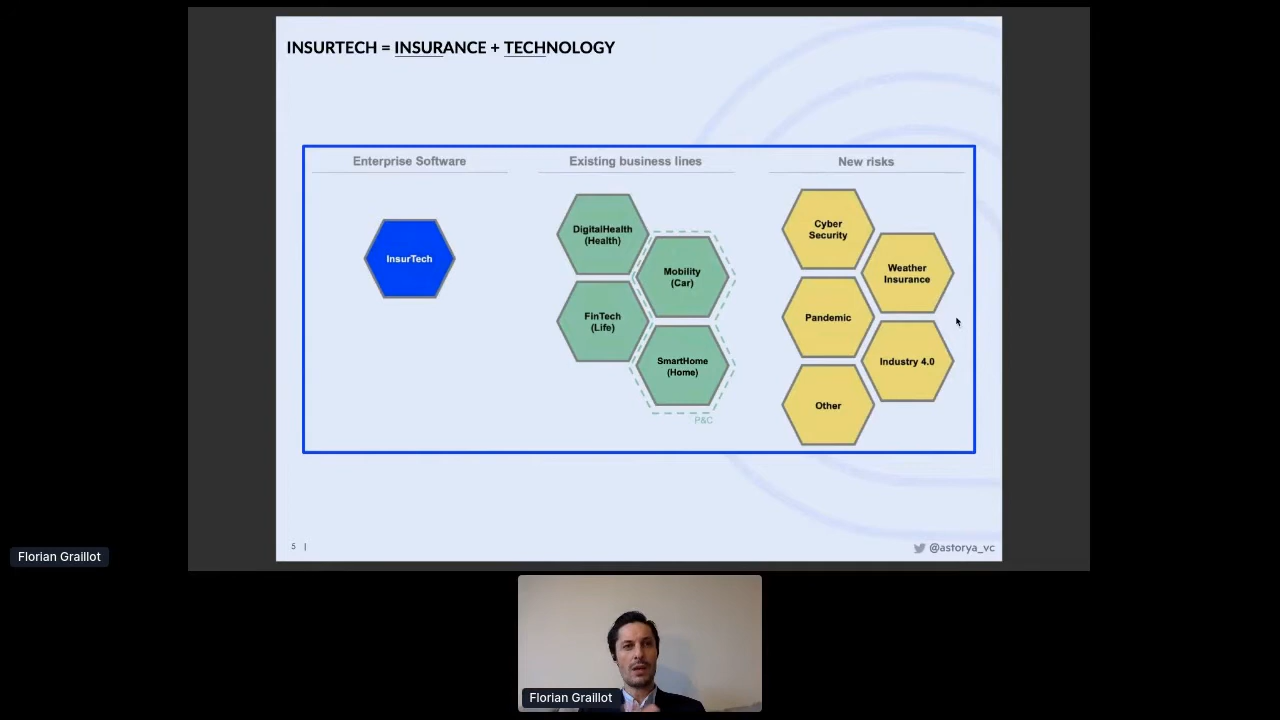 INSURTECH = INSURANCE + TECHNOLOGY
Enterprise Software
InsurTech
Existing business lines
DigitalHealth
(Health)
Mobility
(Car)
FinTech
(Life)
SmartHome
(Home)
P&C
New risks
Cyber
Security
Weather
Insurance
Pandemic
Industry 4.0
Other
5 |
@astorya_vc
Florian Graillot
Florian Graillot